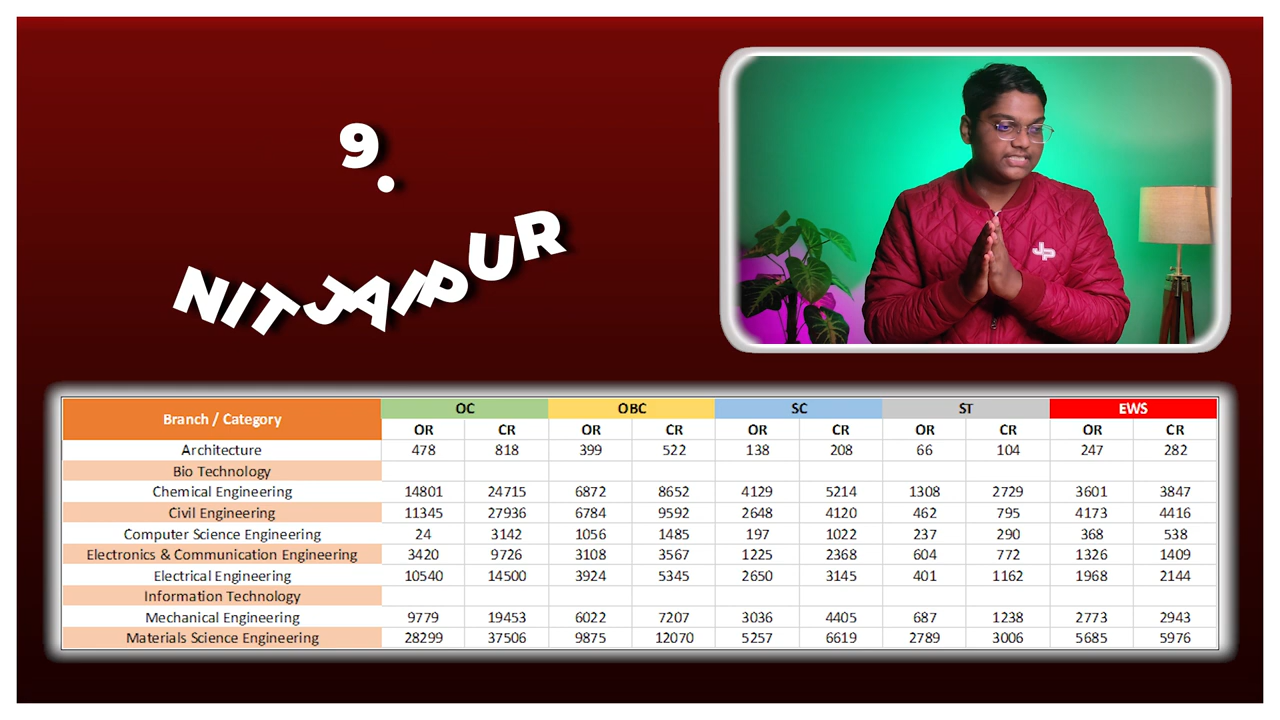 9.
NIT JAIPUR
JP
Branch / Category OC OBC SC ST EWS
OR CR OR CR OR CR OR CR OR CR
Architecture 478 818 399 522 138 208 66 104 247 282
Bio Technology
Chemical Engineering 14801 24715 6872 8652 4129 5214 1308 2729 3601 3847
Civil Engineering 11345 27936 6784 9592 2648 4120 462 795 4173 4416
Computer Science Engineering 24 3142 1056 1485 197 1022 237 290 368 538
Electronics & Communication Engineering 3420 9726 3108 3567 1225 2368 604 772 1326 1409
Electrical Engineering 10540 14500 3924 5345 2650 3145 401 1162 1968 2144
Information Technology
Mechanical Engineering 9779 19453 6022 7207 3036 4405 687 1238 2773 2943
Materials Science Engineering 28299 37506 9875 12070 5257 6619 2789 3006 5685 5976